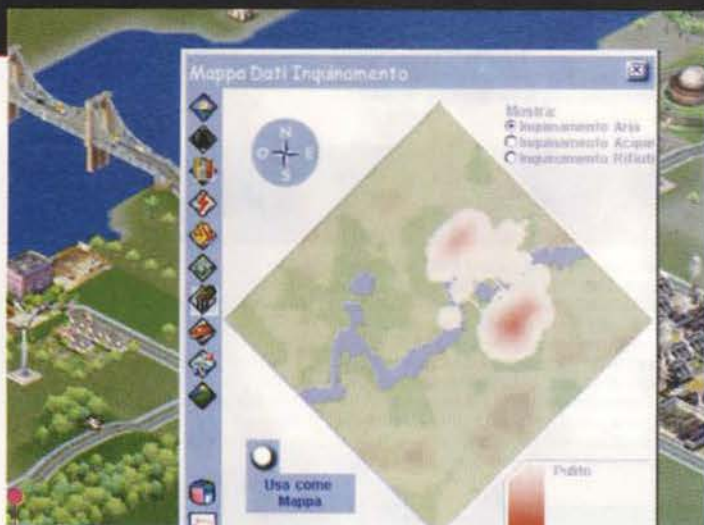 Mappa Dati Inquinamento
N
O E
S
Mostra:
Inquinamento Aria
Inquinamento Acqua
Inquinamento Rifiuti
Usa come
Mappa
Pulito